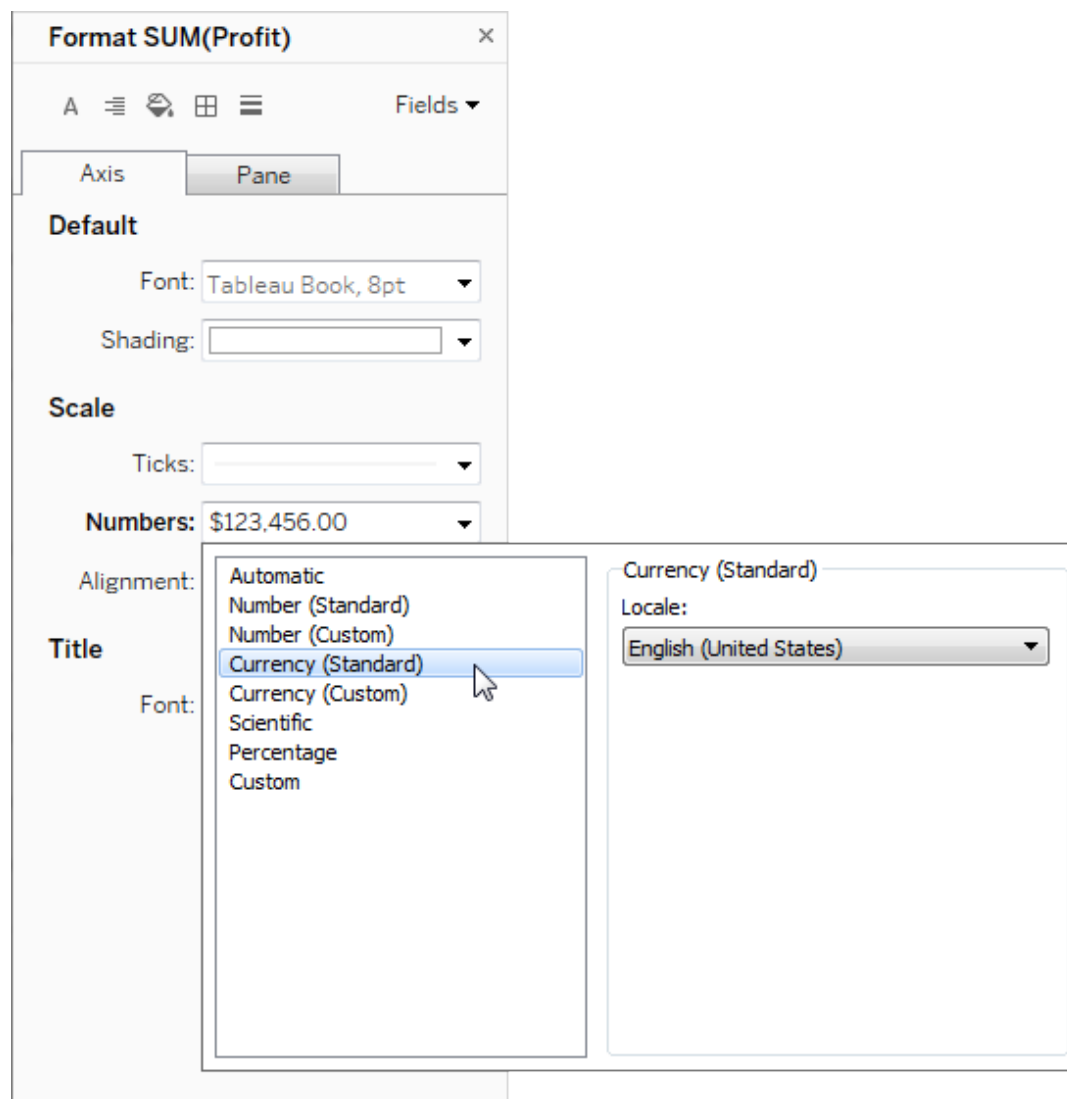 Format SUM(Profit)
A
Fields
Axis
Pane
Default
Font: Tableau Book, 8pt
Shading:
Scale
Ticks:
Numbers: $123,456.00
Alignment:
Title
Font:
Automatic
Number (Standard)
Number (Custom)
Currency (Standard)
Currency (Custom)
Scientific
Percentage
Custom
Currency (Standard)
Locale:
English (United States)